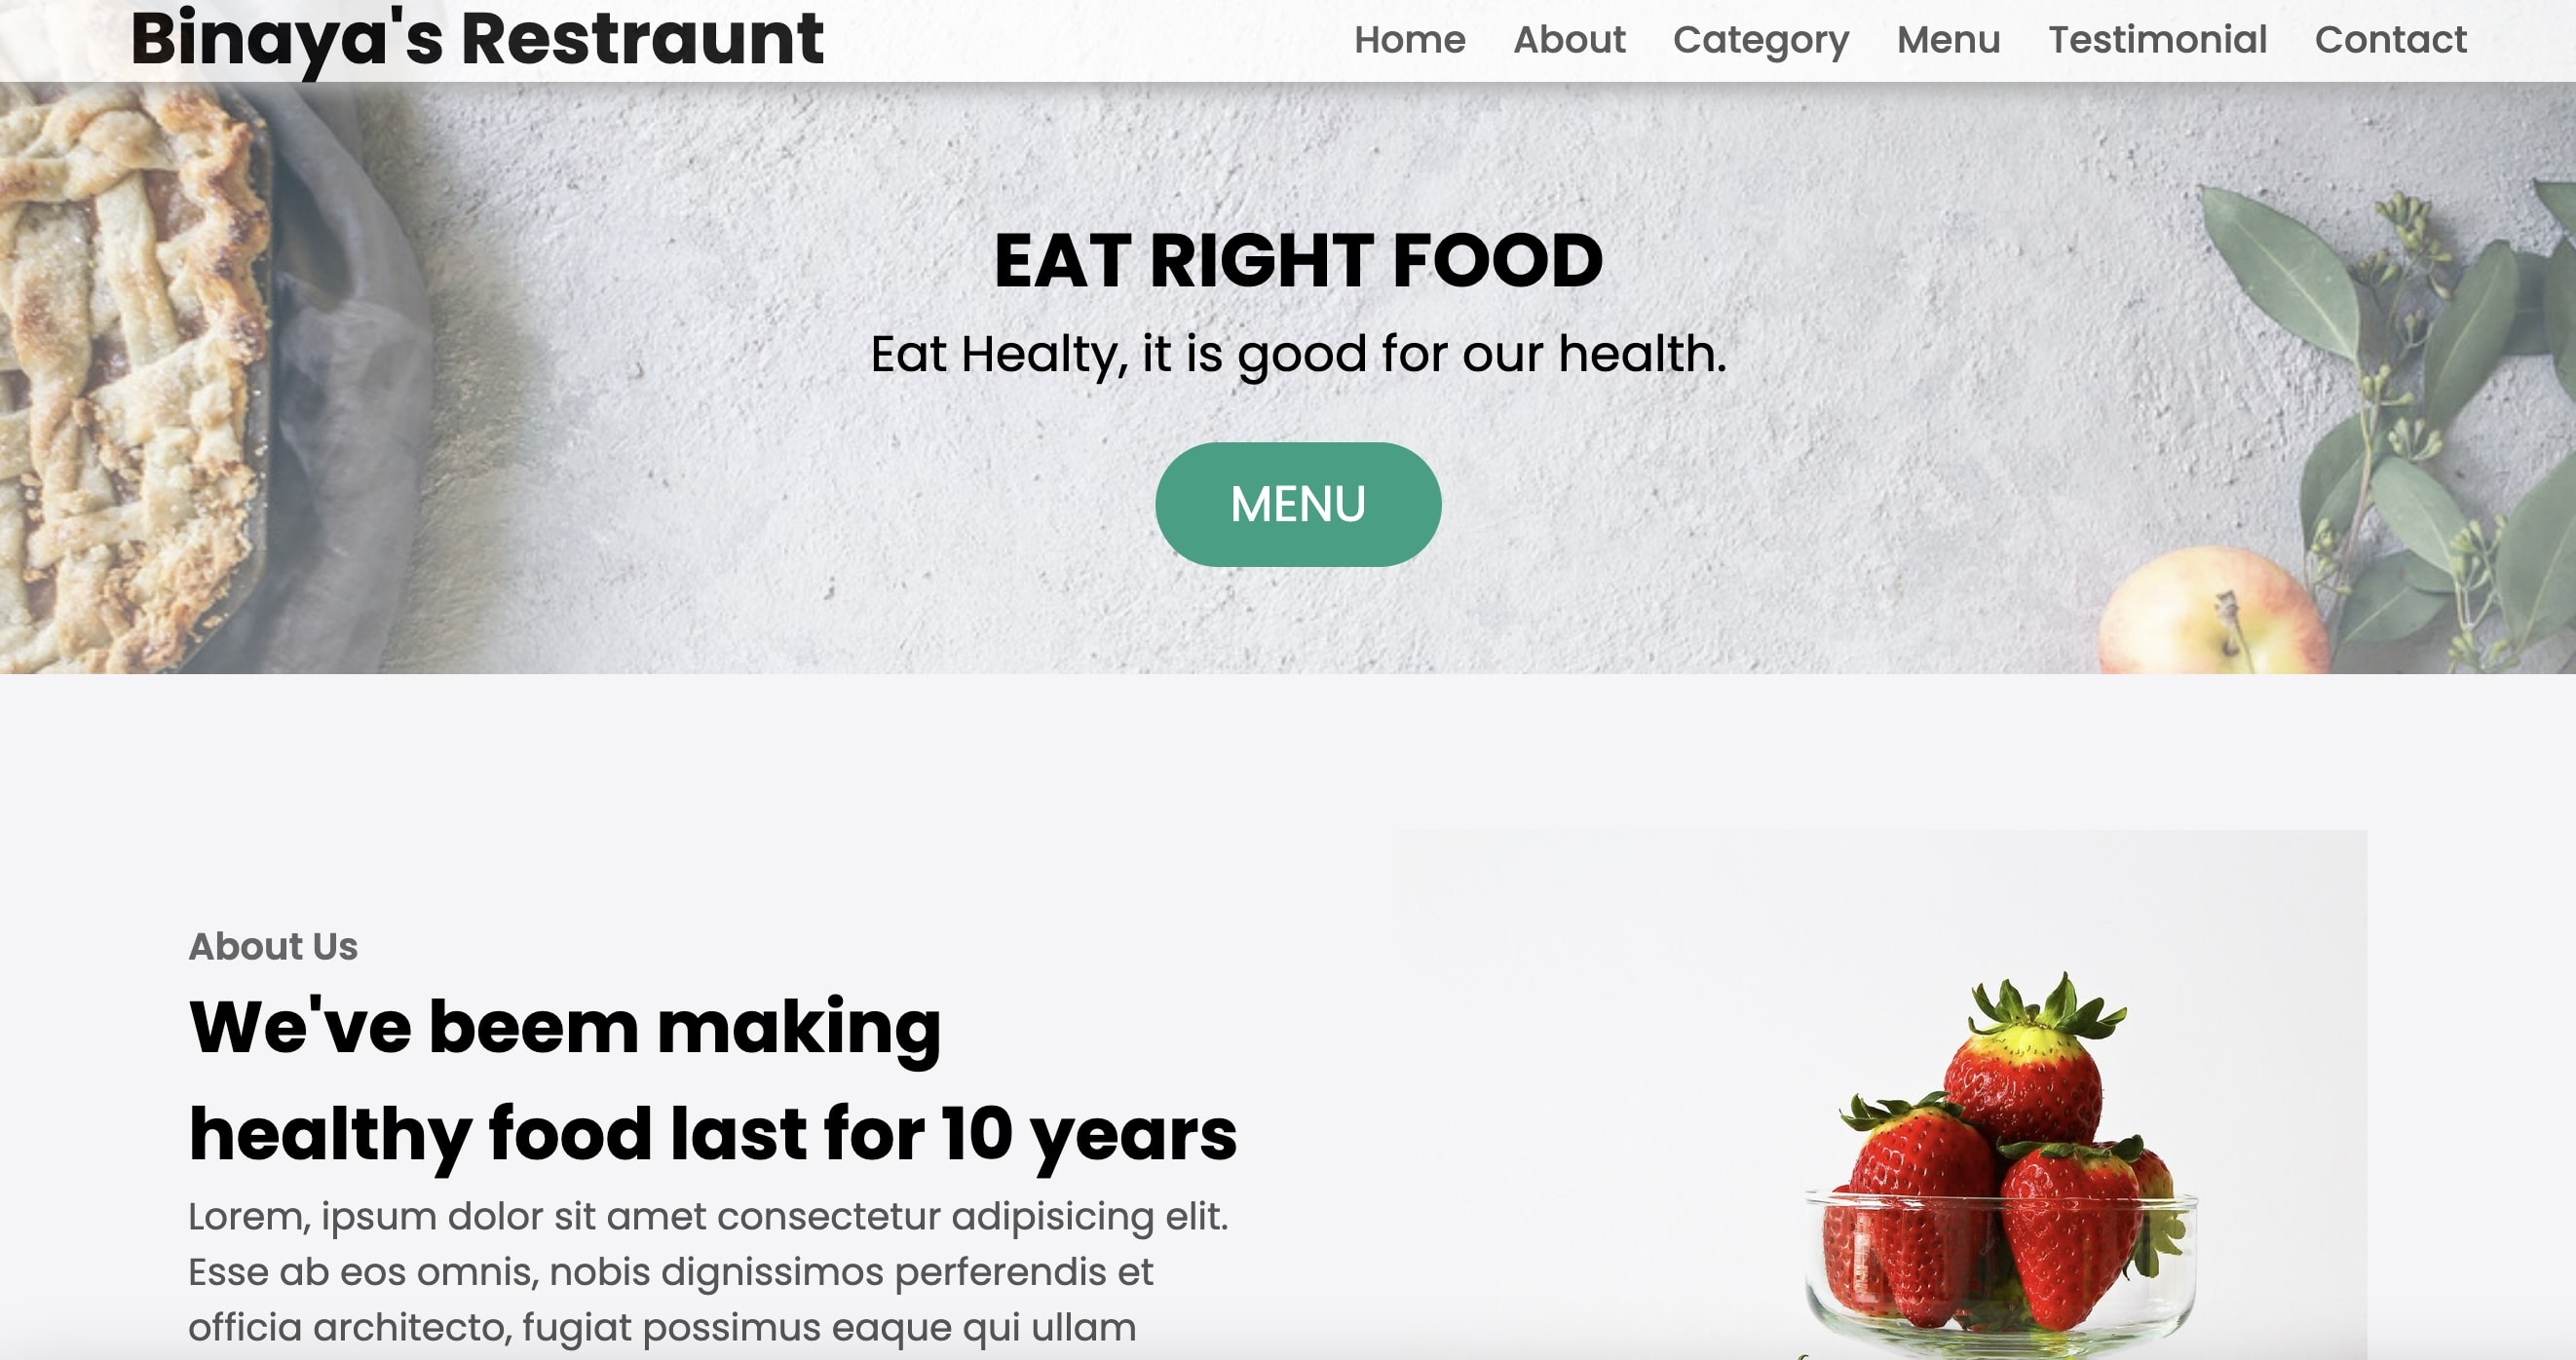 Binaya's Restraunt
Home About Category Menu Testimonial Contact
EAT RIGHT FOOD
Eat Healty, it is good for our health.
MENU
About Us
We've beem making
healthy food last for 10 years
Lorem, ipsum dolor sit amet consectetur adipisicing elit.
Esse ab eos omnis, nobis dignissimos perferendis et
officia architecto, fugiat possimus eaque qui ullam